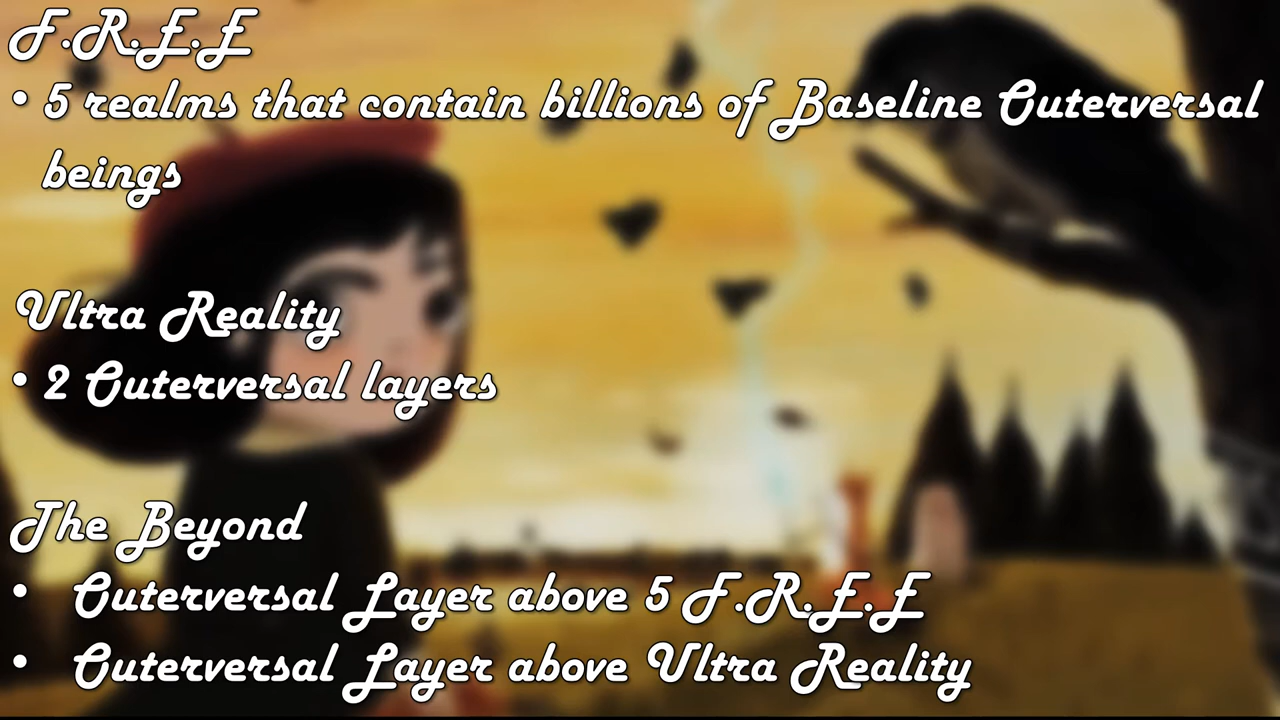 F.R.E.E
• 5 realms that contain billions of Baseline Outerversal
beings
Ultra Reality
• 2 Outerversal layers
The Beyond
• Outerversal Layer above 5 F.R.E.E
• Outerversal Layer above Ultra Reality